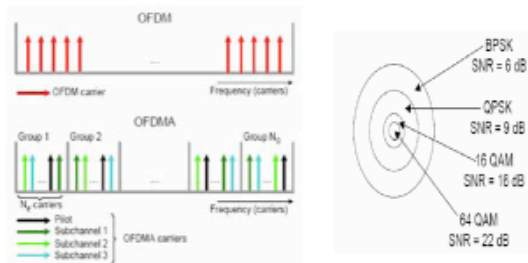 OFDM
....
OFDM carrier
Frequency (carriers)
OFDMA
Group 1
Group 2
Group N
....
Frequency (carriers)
carriers
Pilot
Subchannel 1
Subchannel 2
Subchannel 3
OFDMA carriers
BPSK
SNR = 6 dB
QPSK
SNR = 9 dB
16 QAM
SNR = 16 dB
64 QAM
SNR = 22 dB